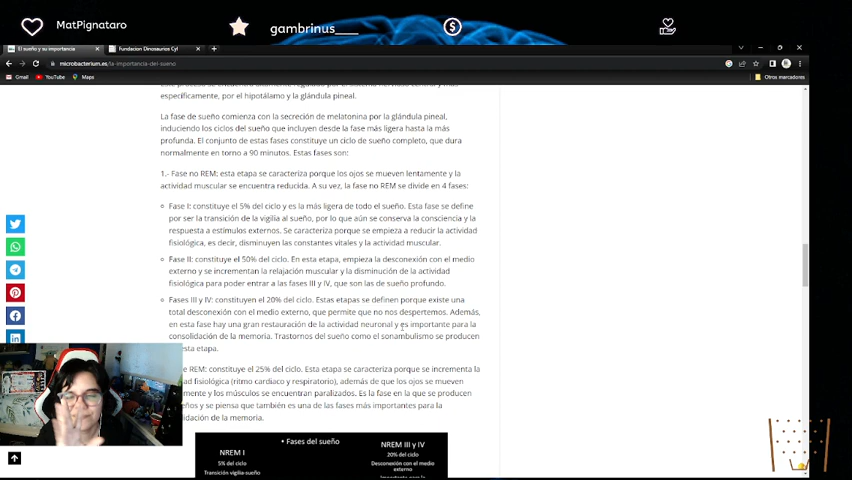 MatPignataro
gambrinus____
El sueño y su importancia
Fundacion Dinosaurios Cyl
microbacterium.es/la-importancia-del-sueno
Gmail
YouTube
Maps
Otros marcadores
específicamente, por el hipotálamo y la glándula pineal.
La fase de sueño comienza con la secreción de melatonina por la glándula pineal,
induciendo los ciclos del sueño que incluyen desde la fase más ligera hasta la más
profunda. El conjunto de estas fases constituye un ciclo de sueño completo, que dura
normalmente en torno a 90 minutos. Estas fases son:
1.- Fase no REM; esta etapa se caracteriza porque los ojos se mueven lentamente y la
actividad muscular se encuentra reducida. A su vez, la fase no REM se divide en 4 fases:
Fase I: constituye el 5% del ciclo y es la más ligera de todo el sueño. Esta fase se define
por ser la transición de la vigilia al sueño, por lo que aún se conserva la consciencia y la
respuesta a estímulos externos. Se caracteriza porque se empieza a reducir la actividad
fisiológica, es decir, disminuyen las constantes vitales y la actividad muscular.
Fase II: constituye el 50% del ciclo. En esta etapa, empieza la desconexión con el medio
externo y se incrementan la relajación muscular y la disminución de la actividad
fisiológica para poder entrar a las fases III y IV, que son las de sueño profundo.
Fases III y IV: constituyen el 20% del ciclo. Estas etapas se definen porque existe una
total desconexión con el medio externo, que permite que no nos despertemos. Además,
en esta fase hay una gran restauración de la actividad neuronal y es importante para la
consolidación de la memoria. Trastornos del sueño como el sonambulismo se producen
esta etapa.
REM: constituye el 25% del ciclo. Esta etapa se caracteriza porque se incrementa la
fisiológica (ritmo cardiaco y respiratorio), además de que los ojos se mueven
y los músculos se encuentran paralizados. Es la fase en la que se producen
y se piensa que también es una de las fases más importantes para la
de la memoria.
• Fases del sueño
NREM I
5% del ciclo
Transición vigilia-sueño
NREM III y IV
20% del ciclo
Desconexión con el medio
externo